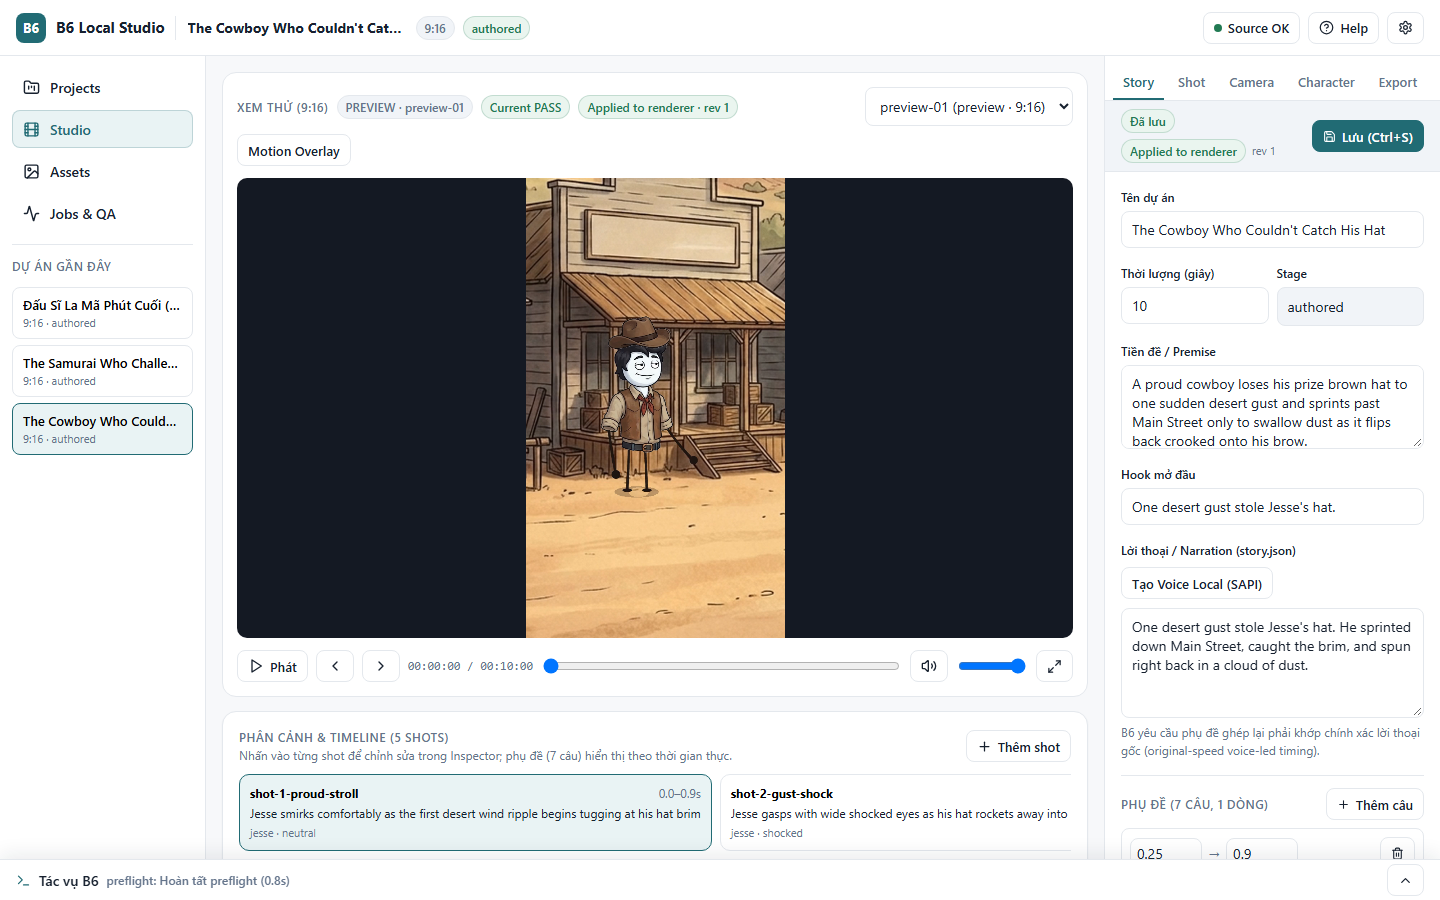 B6
B6 Local Studio
The Cowboy Who Couldn't Cat...
9:16
authored
Source OK
Help
Projects
Studio
Assets
Jobs & QA
DỰ ÁN GẦN ĐÂY
Đấu Sĩ La Mã Phút Cuối (...
9:16 · authored
The Samurai Who Challe...
9:16 · authored
The Cowboy Who Could...
9:16 · authored
XEM THỬ (9:16)
PREVIEW · preview-01
Current PASS
Applied to renderer · rev 1
preview-01 (preview · 9:16)
Motion Overlay
Phát
00:00:00 / 00:10:00
PHÂN CẢNH & TIMELINE (5 SHOTS)
Nhấn vào từng shot để chỉnh sửa trong Inspector; phụ đề (7 câu) hiển thị theo thời gian thực.
Thêm shot
shot-1-proud-stroll
0.0–0.9s
Jesse smirks comfortably as the first desert wind ripple begins tugging at his hat brim
jesse · neutral
shot-2-gust-shock
Jesse gasps with wide shocked eyes as his hat rockets away into
jesse · shocked
Story
Shot
Camera
Character
Export
Đã lưu
Applied to renderer
rev 1
Lưu (Ctrl+S)
Tên dự án
The Cowboy Who Couldn't Catch His Hat
Thời lượng (giây)
Stage
10
authored
Tiền đề / Premise
A proud cowboy loses his prize brown hat to
one sudden desert gust and sprints past
Main Street only to swallow dust as it flips
back crooked onto his brow.
Hook mở đầu
One desert gust stole Jesse's hat.
Lời thoại / Narration (story.json)
Tạo Voice Local (SAPI)
One desert gust stole Jesse's hat. He sprinted
down Main Street, caught the brim, and spun
right back in a cloud of dust.
B6 yêu cầu phụ đề ghép lại phải khớp chính xác lời thoại
gốc (original-speed voice-led timing).
PHỤ ĐỀ (7 CÂU, 1 DÒNG)
Thêm câu
0.25 → 0.9
Tác vụ B6
preflight: Hoàn tất preflight (0.8s)